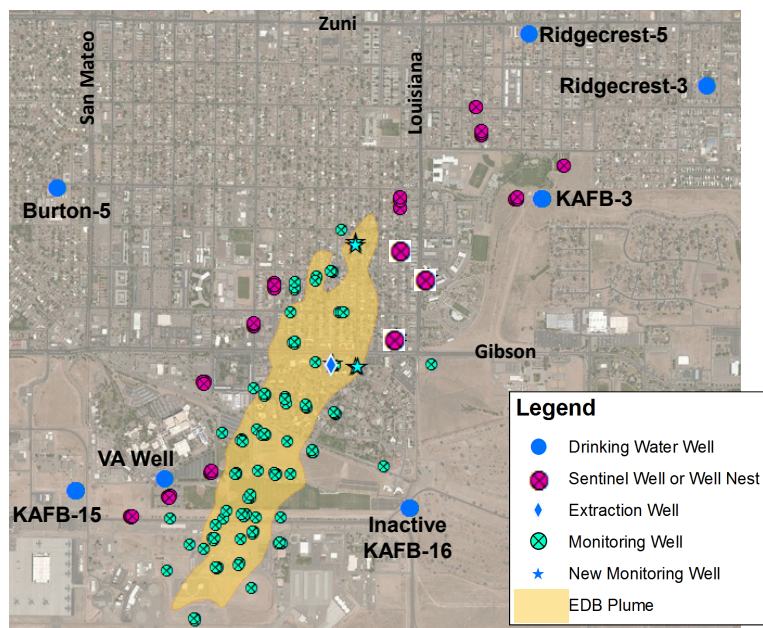 Zuni
San Mateo
Louisiana
Ridgecrest-5
Ridgecrest-3
KAFB-3
Burton-5
Gibson
VA Well
KAFB-15
Inactive
KAFB-16
Legend
Drinking Water Well
Sentinel Well or Well Nest
Extraction Well
Monitoring Well
New Monitoring Well
EDB Plume